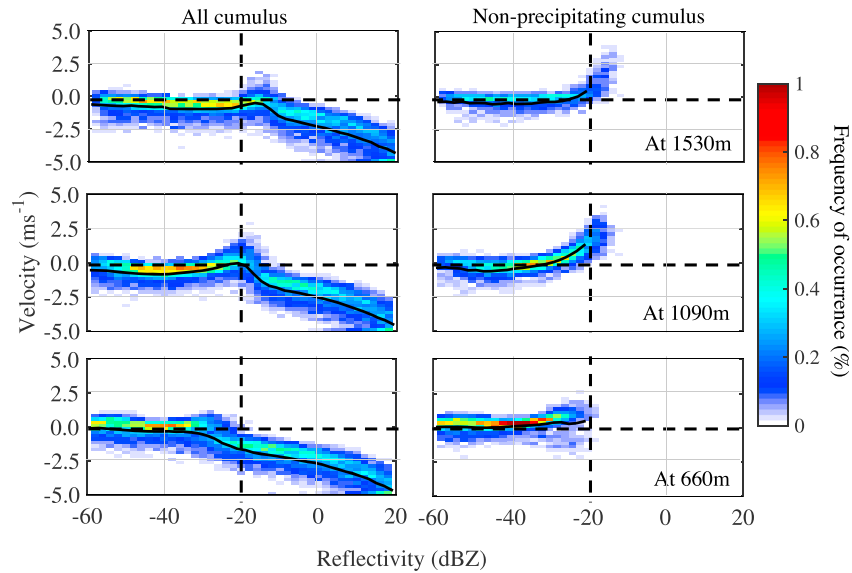 All cumulus
Non-precipitating cumulus
5.0
2.5
0.0
-2.5
-5.0
At 1530m
5.0
2.5
0.0
-2.5
-5.0
At 1090m
5.0
2.5
0.0
-2.5
-5.0
At 660m
-60 -40 -20 0 20
-60 -40 -20 0 20
Velocity (ms-1)
Reflectivity (dBZ)
1
0.8
0.6
0.4
0.2
0
Frequency of occurrence (%)